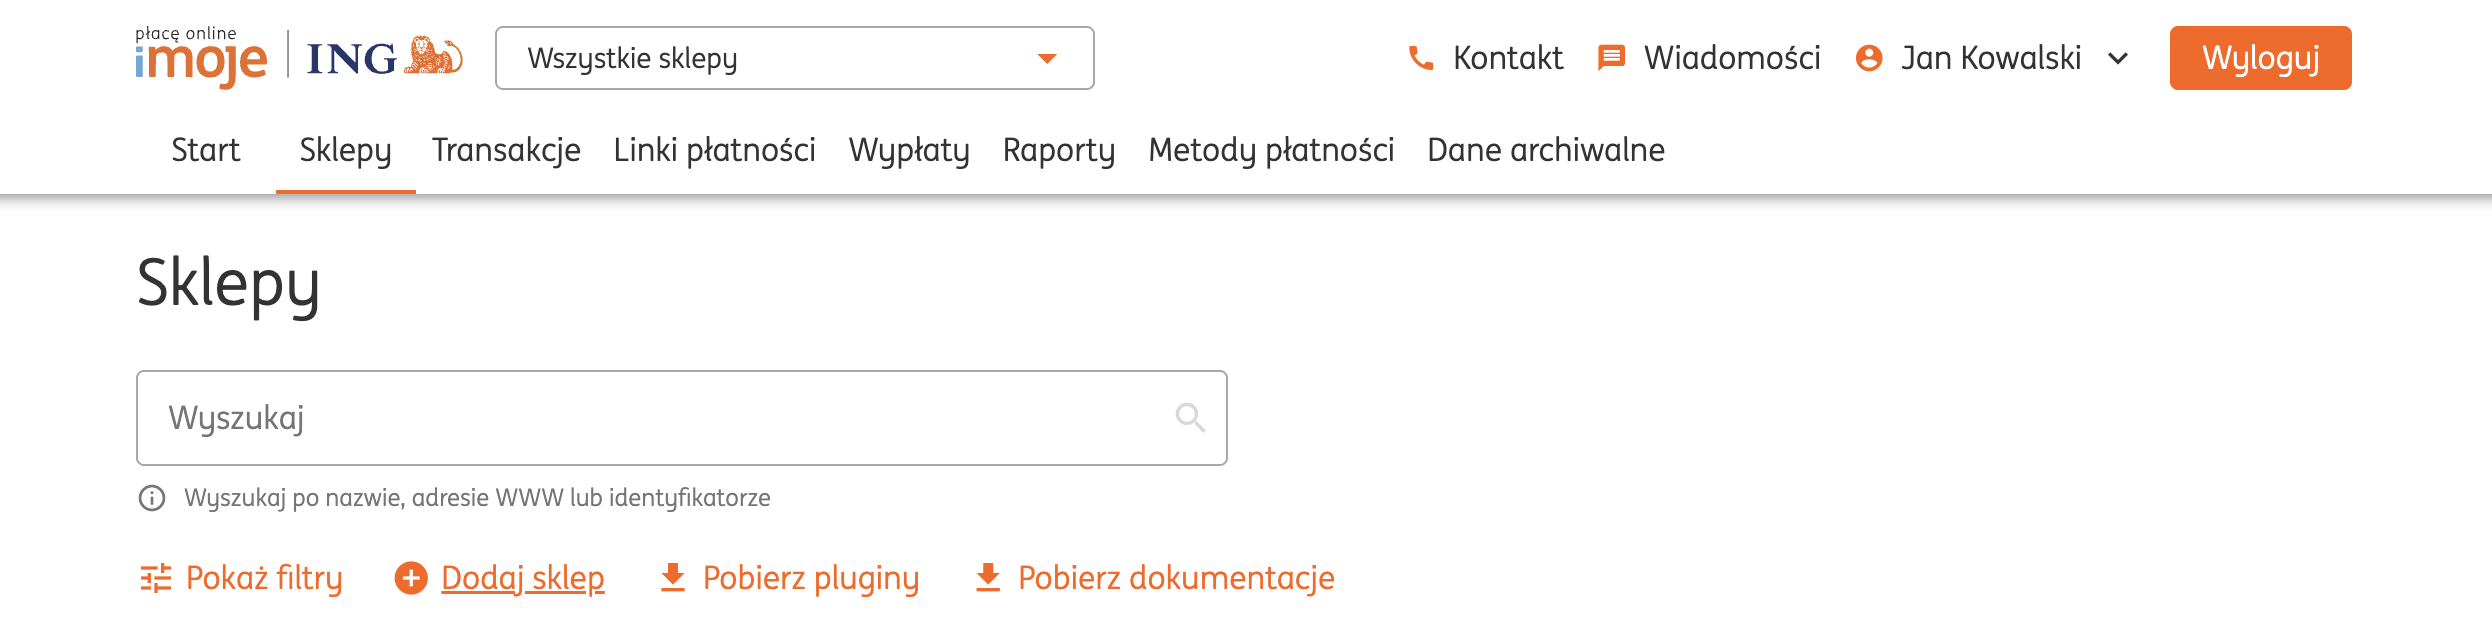 płacę online
imoje ING Wszystkie sklepy Kontakt Wiadomości Jan Kowalski Wyloguj
Start Sklepy Transakcje Linki płatności Wypłaty Raporty Metody płatności Dane archiwalne
Sklepy
Wyszukaj
Wyszukaj po nazwie, adresie WWW lub identyfikatorze
Pokaż filtry Dodaj sklep Pobierz pluginy Pobierz dokumentacje